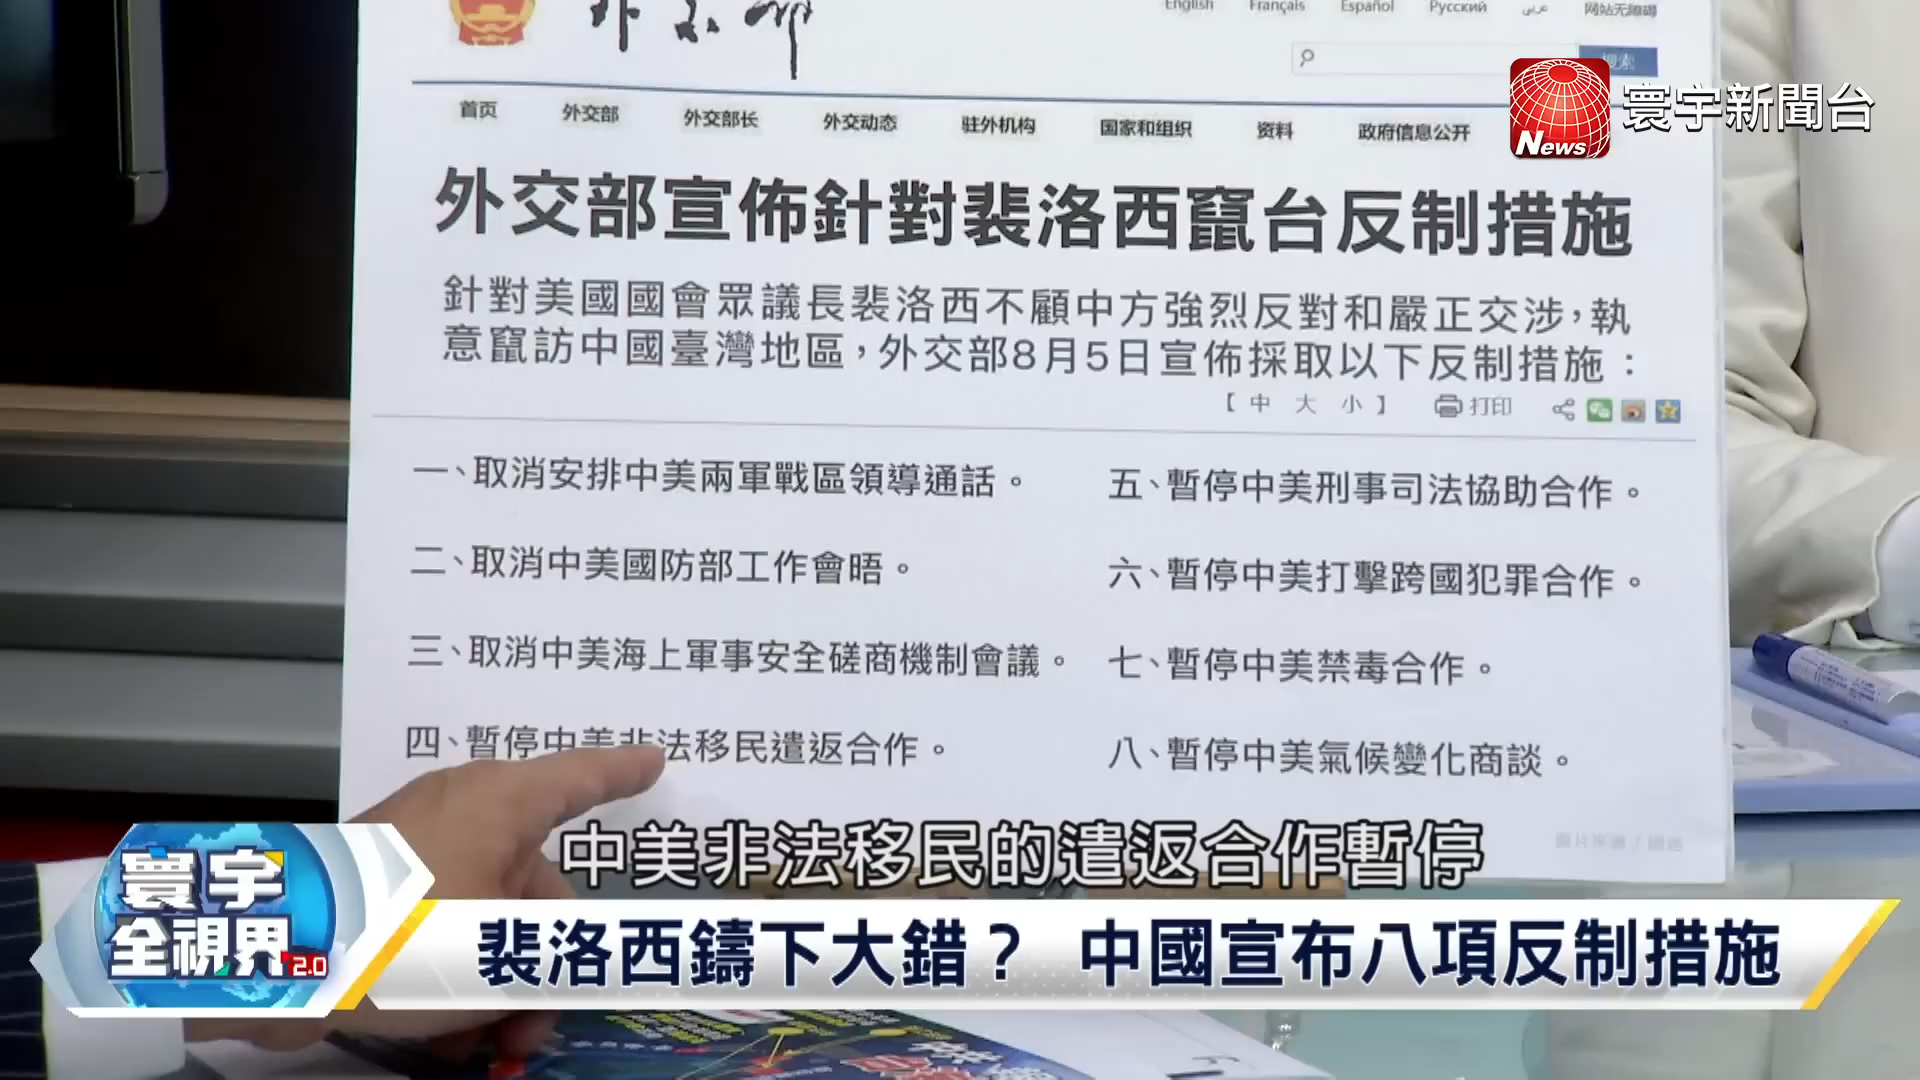 English Français Español Русский عربي 网站无障碍
搜索
寰宇新聞台
News
首页 外交部 外交部长 外交动态 驻外机构 国家和组织 资料 政府信息公开
外交部宣佈針對裴洛西竄台反制措施
針對美國國會眾議長裴洛西不顧中方強烈反對和嚴正交涉，執
意竄訪中國臺灣地區，外交部8月5日宣佈採取以下反制措施：
【 中 大 小 】 打印
一、取消安排中美兩軍戰區領導通話。
二、取消中美國防部工作會晤。
三、取消中美海上軍事安全磋商機制會議。
四、暫停中美非法移民遣返合作。
五、暫停中美刑事司法協助合作。
六、暫停中美打擊跨國犯罪合作。
七、暫停中美禁毒合作。
八、暫停中美氣候變化商談。
圖片來源／網路
中美非法移民的遣返合作暫停
寰宇
全視界2.0
裴洛西鑄下大錯？ 中國宣布八項反制措施